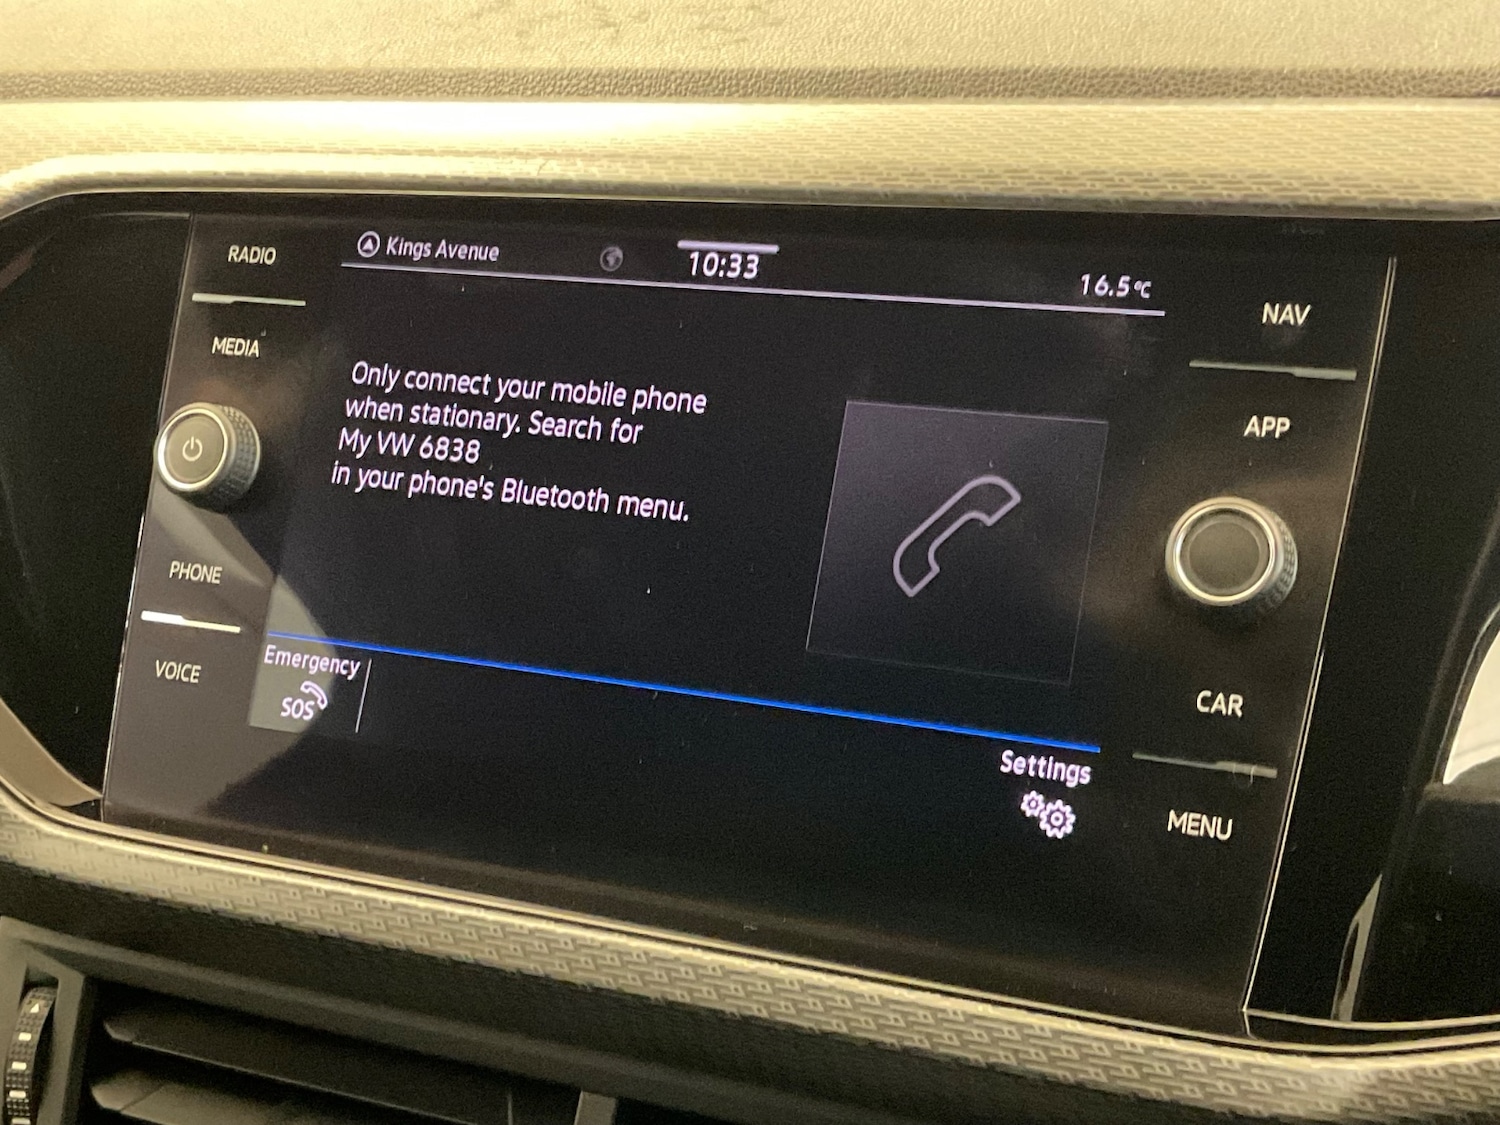 RADIO
MEDIA
PHONE
VOICE
Kings Avenue
10:33
16.5°C
Only connect your mobile phone
when stationary. Search for
My VW 6838
in your phone's Bluetooth menu.
Emergency
SOS
Settings
NAV
APP
CAR
MENU